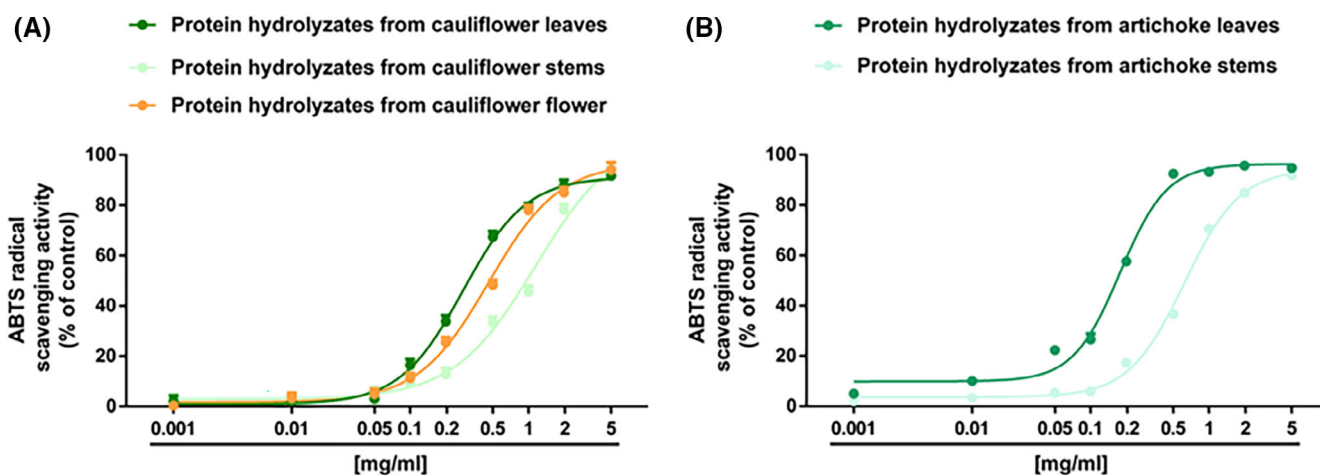 (A)
Protein hydrolyzates from cauliflower leaves
Protein hydrolyzates from cauliflower stems
Protein hydrolyzates from cauliflower flower
ABTS radical
scavenging activity
(% of control)
100
80
60
40
20
0
0.001 0.01 0.05 0.1 0.2 0.5 1 2 5
[mg/ml]
(B)
Protein hydrolyzates from artichoke leaves
Protein hydrolyzates from artichoke stems
ABTS radical
scavenging activity
(% of control)
100
80
60
40
20
0
0.001 0.01 0.05 0.1 0.2 0.5 1 2 5
[mg/ml]